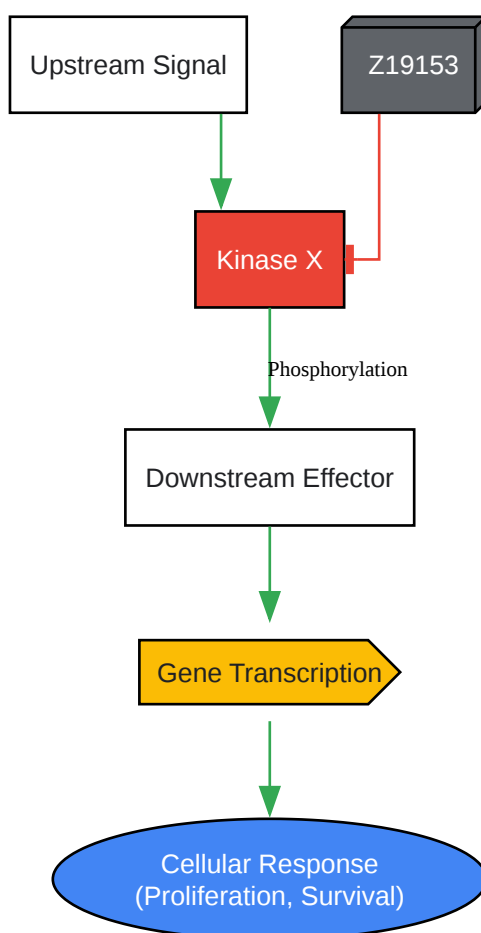 Upstream Signal
Z19153
Kinase X
Phosphorylation
Downstream Effector
Gene Transcription
Cellular Response
(Proliferation, Survival)